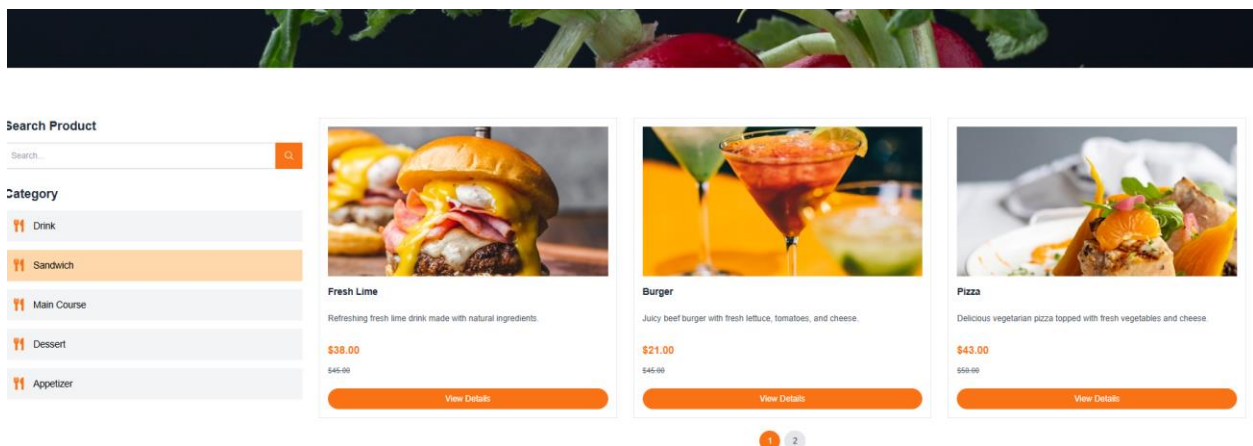 Search Product
Search...
Category
Drink
Sandwich
Main Course
Dessert
Appetizer
Fresh Lime
Refreshing fresh lime drink made with natural ingredients.
$38.00
$45.00
View Details
Burger
Juicy beef burger with fresh lettuce, tomatoes, and cheese.
$21.00
$45.00
View Details
Pizza
Delicious vegetarian pizza topped with fresh vegetables and cheese.
$43.00
$50.00
View Details
1 2